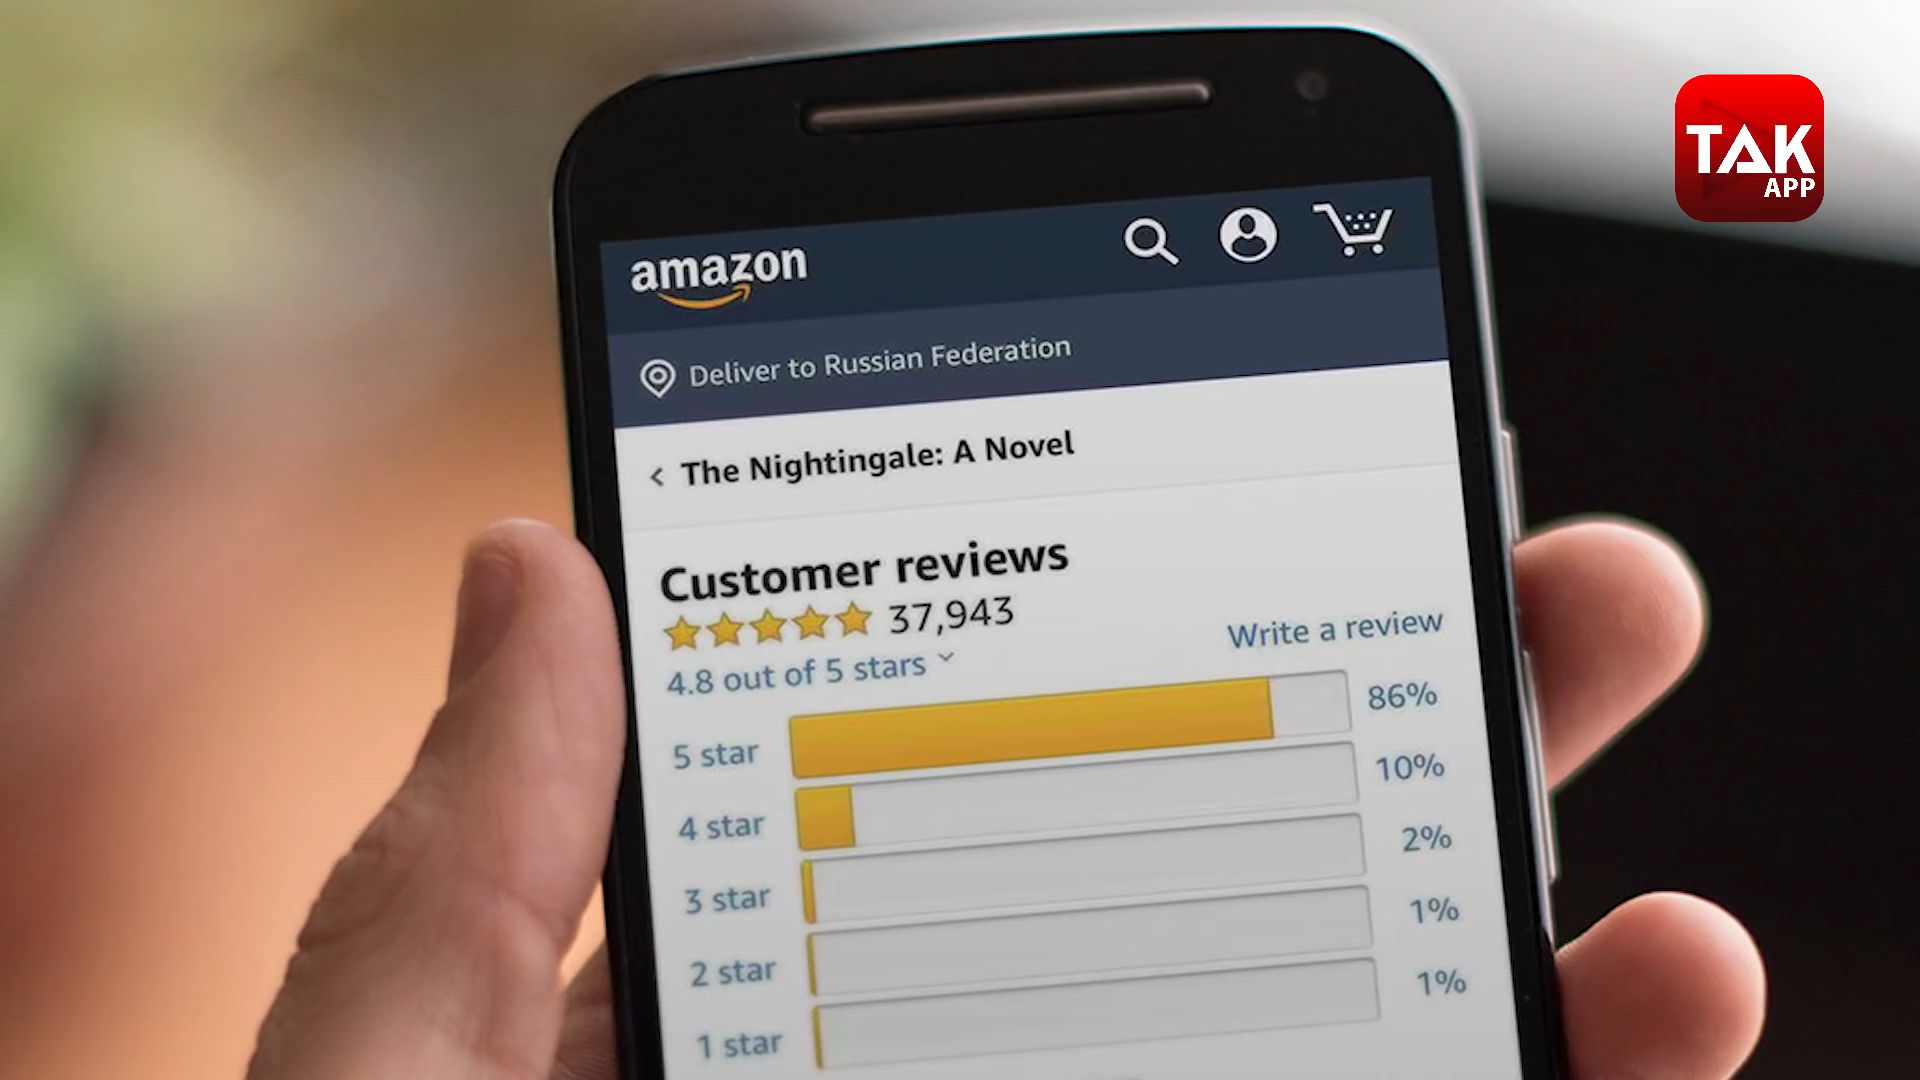 TAK
APP
amazon
Deliver to Russian Federation
The Nightingale: A Novel
Customer reviews
37,943
4.8 out of 5 stars
Write a review
5 star 86%
4 star 10%
3 star 2%
2 star 1%
1 star 1%